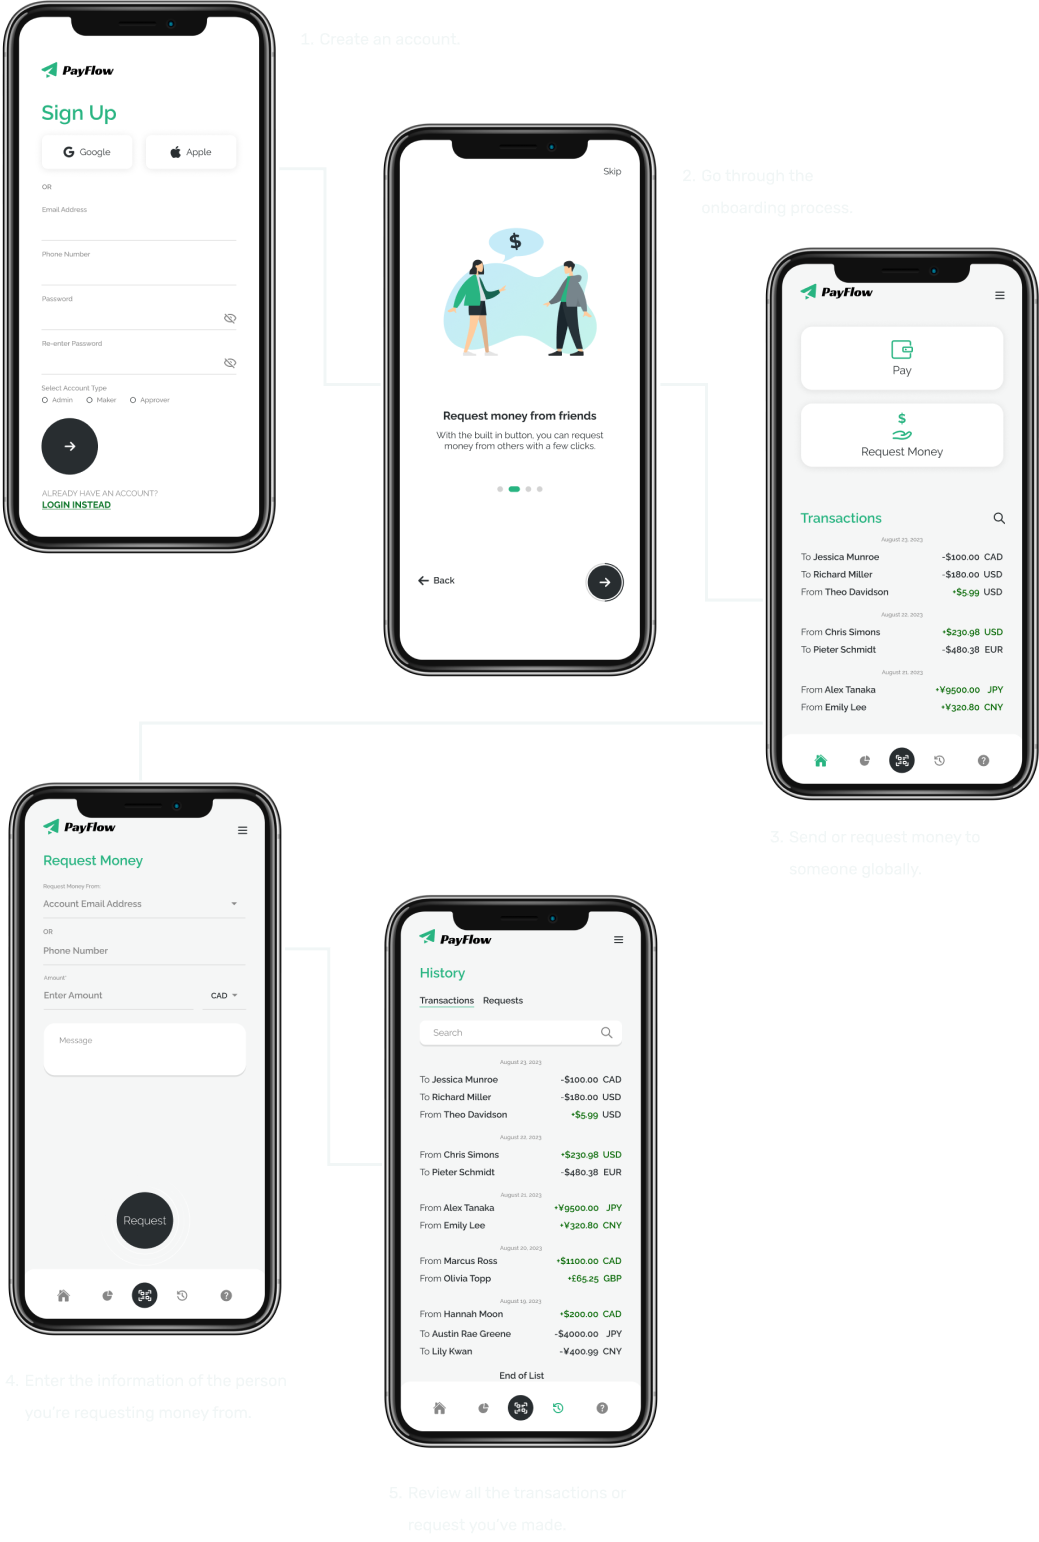 PayFlow
Sign Up
Google
Apple
OR
Email Address
Phone Number
Password
Re-enter Password
Select Account Type
Admin Maker Approver
ALREADY HAVE AN ACCOUNT?
LOGIN INSTEAD
1. Create an account.
Skip
$
Request money from friends
With the built in button, you can request
money from others with a few clicks.
Back
2. Go through the
onboarding process.
PayFlow
Pay
$
Request Money
Transactions
August 23, 2023
To Jessica Munroe -$100.00 CAD
To Richard Miller -$180.00 USD
From Theo Davidson +$5.99 USD
August 22, 2023
From Chris Simons +$230.98 USD
To Pieter Schmidt -$480.38 EUR
August 21, 2023
From Alex Tanaka +¥9500.00 JPY
From Emily Lee +¥320.80 CNY
?
3. Send or request money to
someone globally.
PayFlow
Request Money
Request Money From:
Account Email Address
OR
Phone Number
Amount*
Enter Amount CAD
Message
Request
?
4. Enter the information of the person
you're requesting money from.
PayFlow
History
Transactions Requests
Search
August 23, 2023
To Jessica Munroe -$100.00 CAD
To Richard Miller -$180.00 USD
From Theo Davidson +$5.99 USD
August 22, 2023
From Chris Simons +$230.98 USD
To Pieter Schmidt -$480.38 EUR
August 21, 2023
From Alex Tanaka +¥9500.00 JPY
From Emily Lee +¥320.80 CNY
August 20, 2023
From Marcus Ross +$1100.00 CAD
From Olivia Topp +£65.25 GBP
August 19, 2023
From Hannah Moon +$200.00 CAD
To Austin Rae Greene -$4000.00 JPY
To Lily Kwan -¥400.99 CNY
End of List
?
5. Review all the transactions or
request you've made.